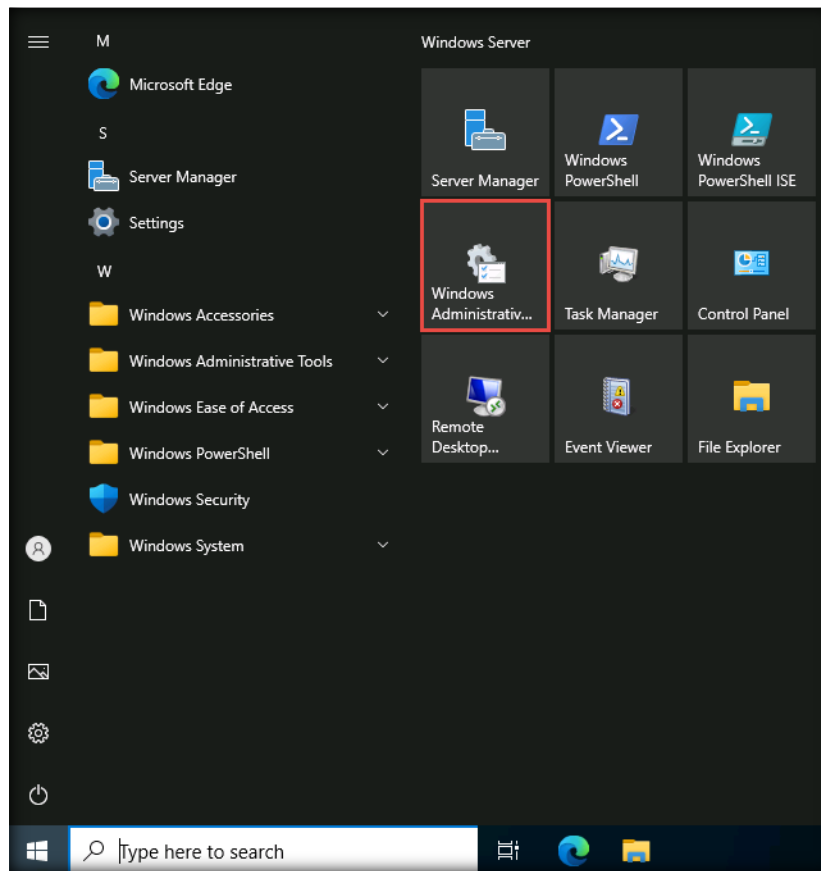 M
Microsoft Edge
S
Server Manager
Settings
W
Windows Accessories
Windows Administrative Tools
Windows Ease of Access
Windows PowerShell
Windows Security
Windows System
Windows Server
Server Manager
Windows
PowerShell
Windows
PowerShell ISE
Windows
Administrativ...
Task Manager
Control Panel
Remote
Desktop...
Event Viewer
File Explorer
Type here to search